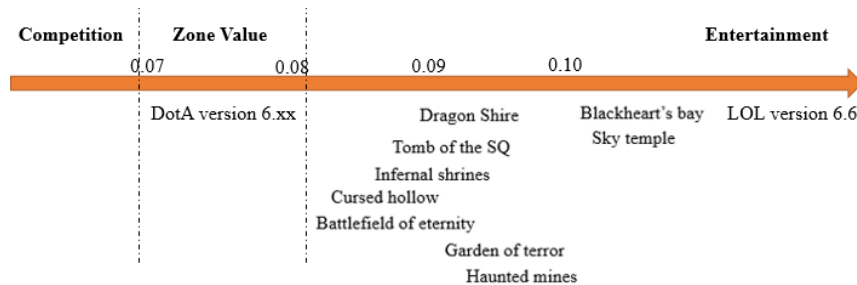 Competition Zone Value Entertainment
0.07 0.08 0.09 0.10
DotA version 6.xx Dragon Shire Blackheart's bay LOL version 6.6
Sky temple
Tomb of the SQ
Infernal shrines
Cursed hollow
Battlefield of eternity
Garden of terror
Haunted mines